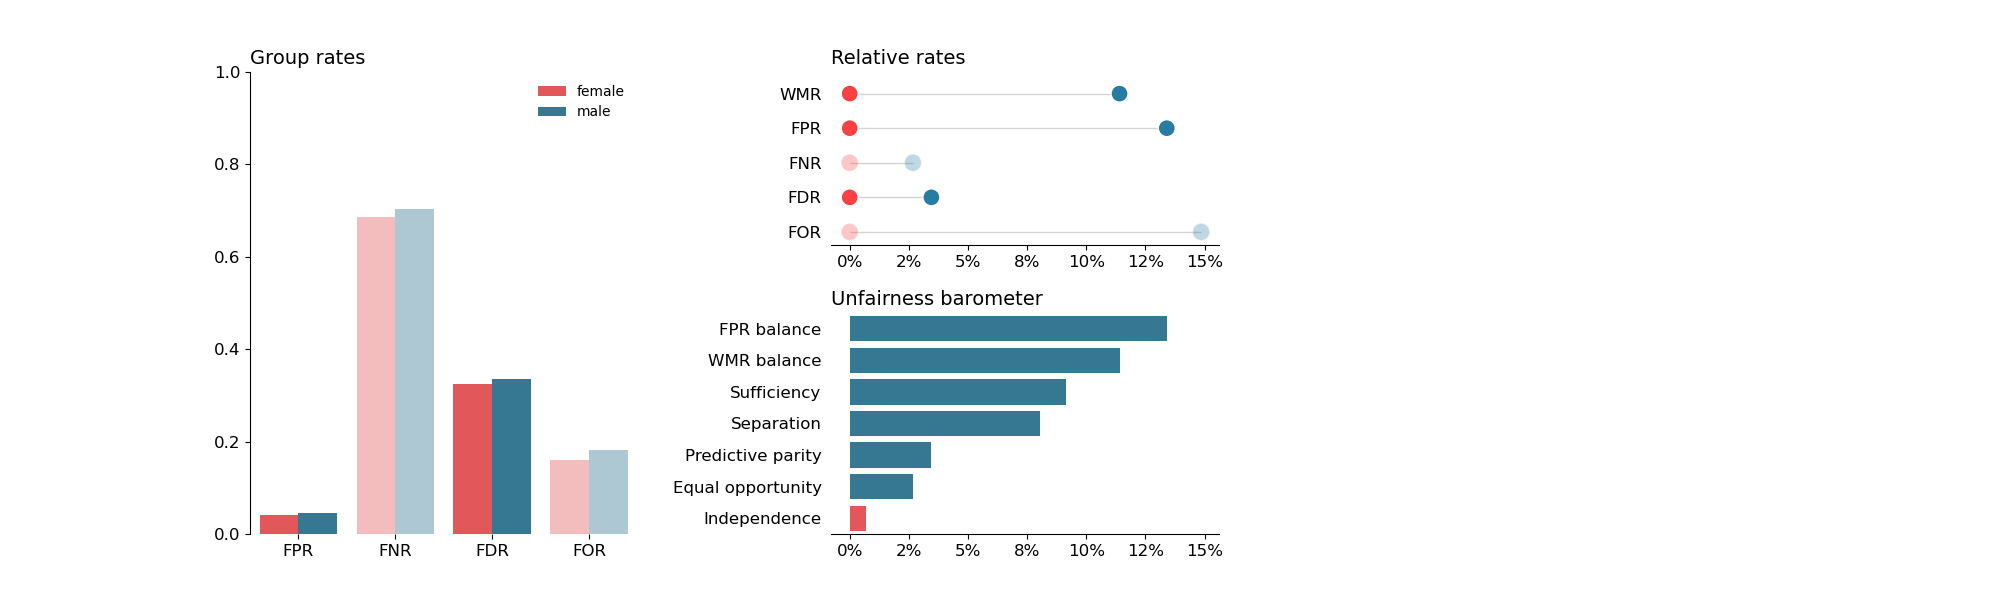 Group rates
1.0
0.8
0.6
0.4
0.2
0.0
FPR
FNR
FDR
FOR
female
male
Relative rates
WMR
FPR
FNR
FDR
FOR
0%
2%
5%
8%
10%
12%
15%
Unfairness barometer
FPR balance
WMR balance
Sufficiency
Separation
Predictive parity
Equal opportunity
Independence
0%
2%
5%
8%
10%
12%
15%